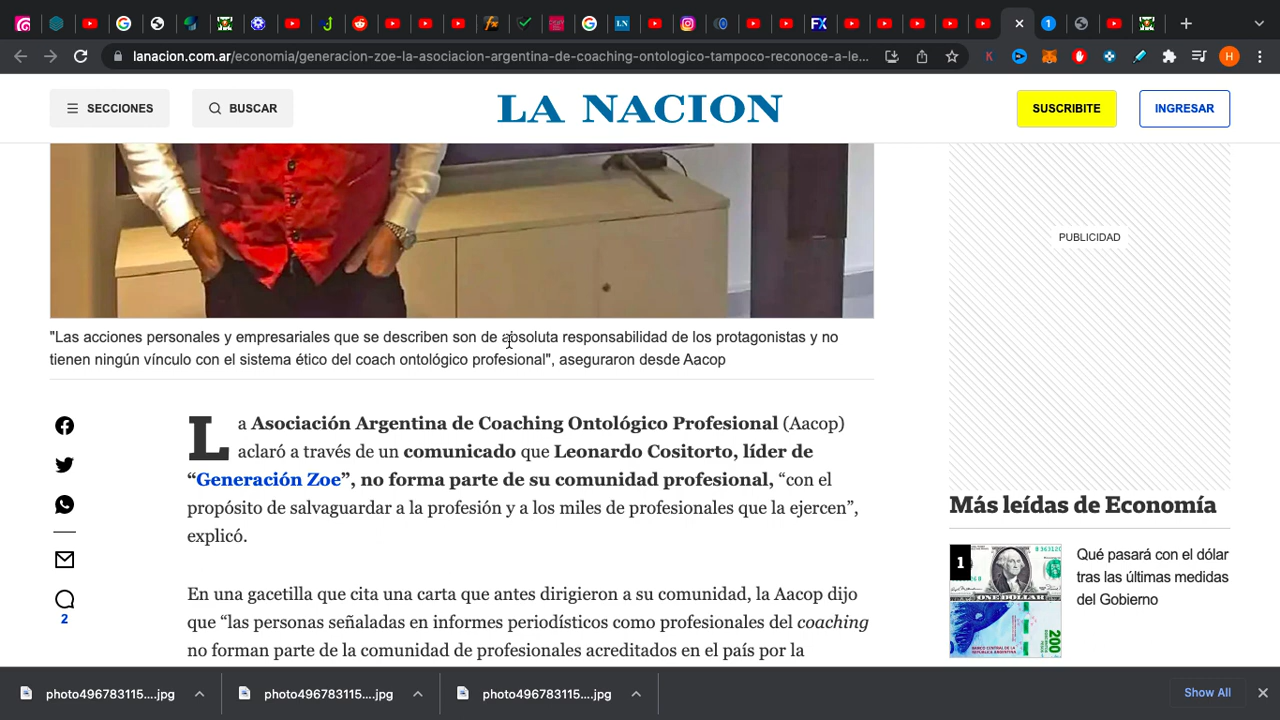 lanacion.com.ar/economia/generacion-zoe-la-asociacion-argentina-de-coaching-ontologico-tampoco-reconoce-a-le...
SECCIONES
BUSCAR
LA NACION
SUSCRIBITE
INGRESAR
PUBLICIDAD
"Las acciones personales y empresariales que se describen son de absoluta responsabilidad de los protagonistas y no
tienen ningún vínculo con el sistema ético del coach ontológico profesional", aseguraron desde Aacop
La Asociación Argentina de Coaching Ontológico Profesional (Aacop)
aclaró a través de un comunicado que Leonardo Cositorto, líder de
“Generación Zoe”, no forma parte de su comunidad profesional, “con el
propósito de salvaguardar a la profesión y a los miles de profesionales que la ejercen”,
explicó.
En una gacetilla que cita una carta que antes dirigieron a su comunidad, la Aacop dijo
que “las personas señaladas en informes periodísticos como profesionales del coaching
no forman parte de la comunidad de profesionales acreditados en el país por la
2
Más leídas de Economía
1
Qué pasará con el dólar
tras las últimas medidas
del Gobierno
photo496783115....jpg
photo496783115....jpg
photo496783115....jpg
Show All